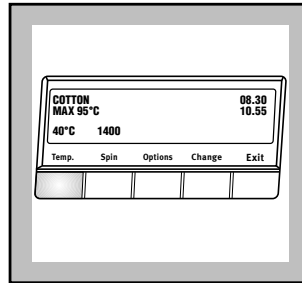 COTTON 08.30
MAX 95°C 10.55
40°C 1400
Temp. Spin Options Change Exit